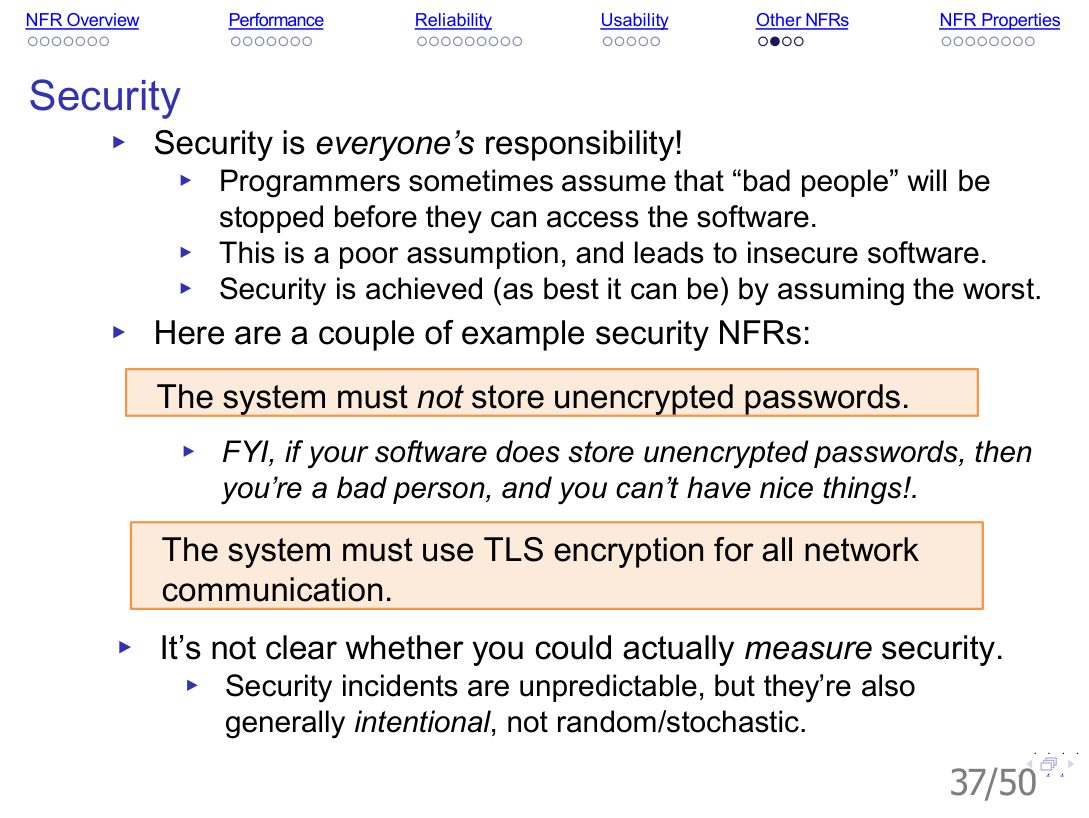 NFR Overview Performance Reliability Usability Other NFRs NFR Properties
Security
Security is everyone’s responsibility!
Programmers sometimes assume that “bad people” will be
stopped before they can access the software.
This is a poor assumption, and leads to insecure software.
Security is achieved (as best it can be) by assuming the worst.
Here are a couple of example security NFRs:
The system must not store unencrypted passwords.
FYI, if your software does store unencrypted passwords, then
you’re a bad person, and you can’t have nice things!.
The system must use TLS encryption for all network
communication.
It’s not clear whether you could actually measure security.
Security incidents are unpredictable, but they’re also
generally intentional, not random/stochastic.
37/50